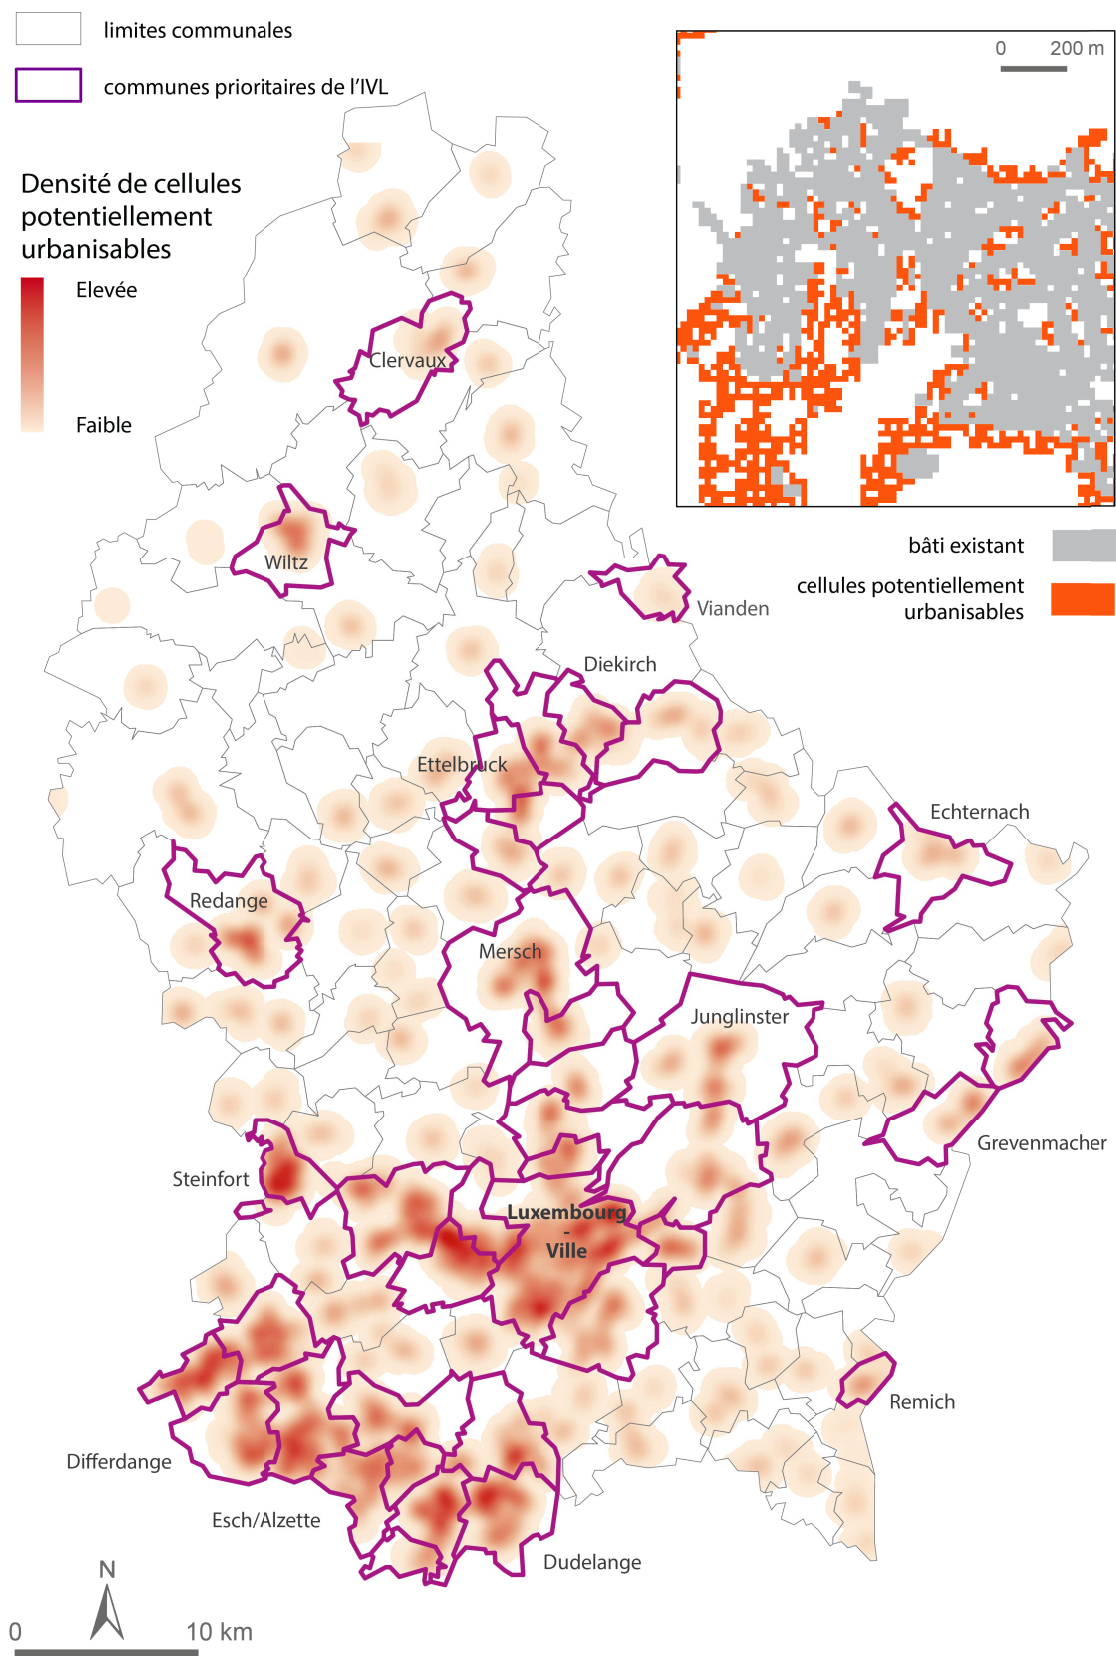 limites communales
communes prioritaires de l'IVL
Densité de cellules
potentiellement
urbanisables
Elevée
Faible
0 200 m
bâti existant
cellules potentiellement
urbanisables
Clervaux
Wiltz
Vianden
Diekirch
Ettelbruck
Echternach
Redange
Mersch
Junglinster
Grevenmacher
Steinfort
Luxembourg
-
Ville
Remich
Differdange
Esch/Alzette
Dudelange
N
0 10 km